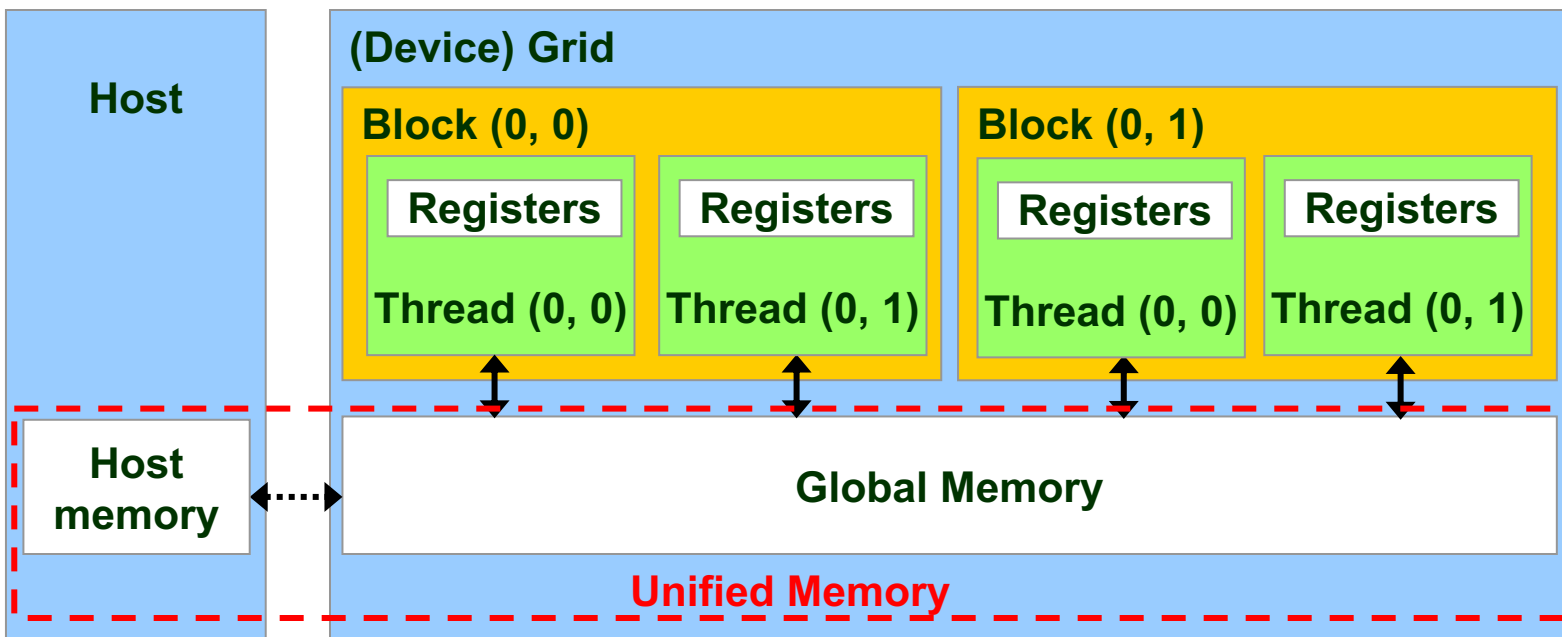 Host
(Device) Grid
Block (0, 0)
Block (0, 1)
Registers
Registers
Registers
Registers
Thread (0, 0)
Thread (0, 1)
Thread (0, 0)
Thread (0, 1)
Host
memory
Global Memory
Unified Memory